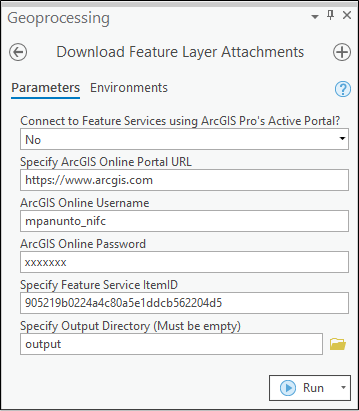 Geoprocessing
Download Feature Layer Attachments
Parameters Environments
Connect to Feature Services using ArcGIS Pro's Active Portal?
No
Specify ArcGIS Online Portal URL
https://www.arcgis.com
ArcGIS Online Username
mpanunto_nifc
ArcGIS Online Password
xxxxxxx
Specify Feature Service ItemID
905219b0224a4c80a5e1ddcb562204d5
Specify Output Directory (Must be empty)
output
Run